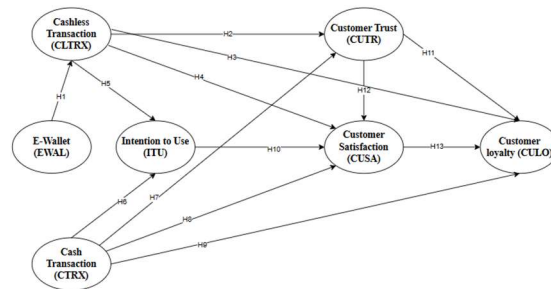 Cashless
Transaction
(CLTRX)
H2
Customer Trust
(CUTR)
H3
H11
H4
H5
H12
H1
E-Wallet
(EWAL)
Intention to Use
(ITU)
H10
Customer
Satisfaction
(CUSA)
H13
Customer
loyalty (CULO)
H6
H7
H8
H9
Cash
Transaction
(CTRX)